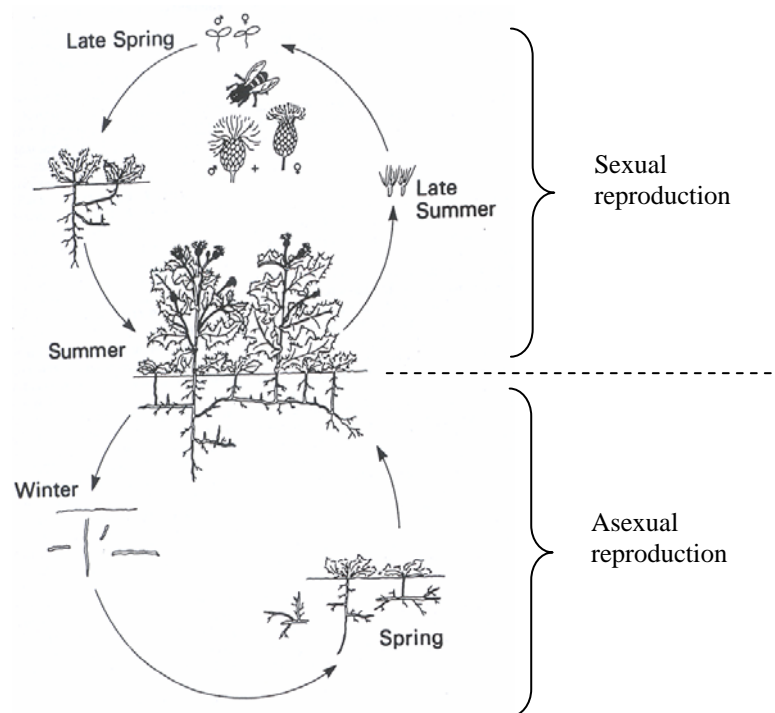 Late Spring
♂ ♀
♂ + ♀
Late
Summer
Sexual
reproduction
Summer
Winter
Spring
Asexual
reproduction